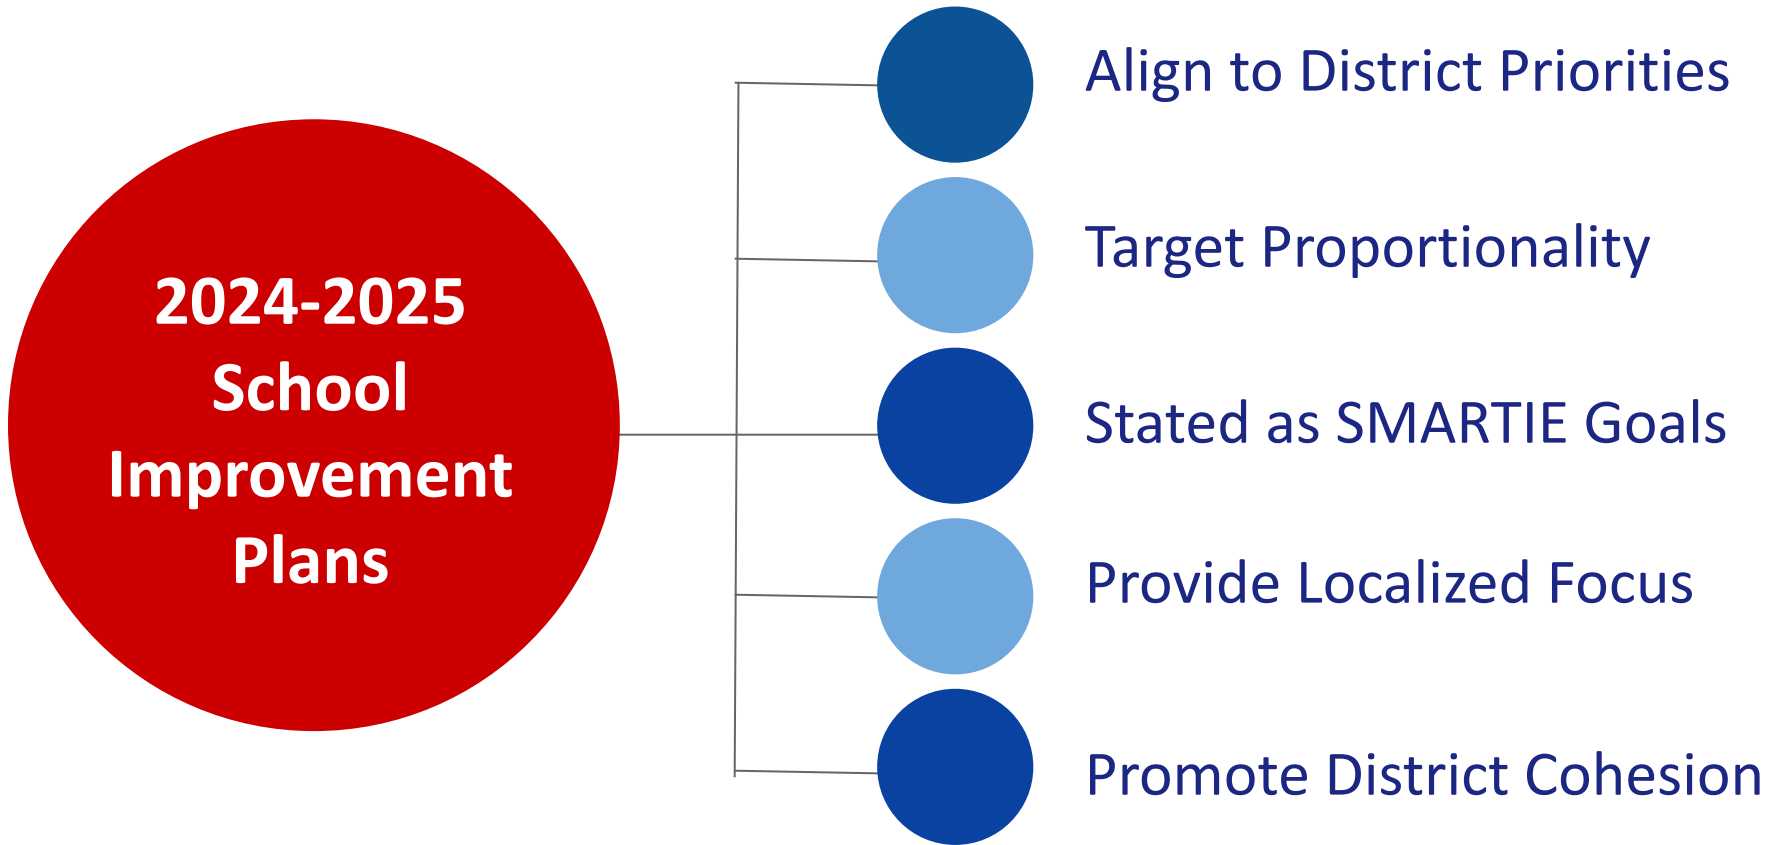 2024-2025
School
Improvement
Plans
Align to District Priorities
Target Proportionality
Stated as SMARTIE Goals
Provide Localized Focus
Promote District Cohesion